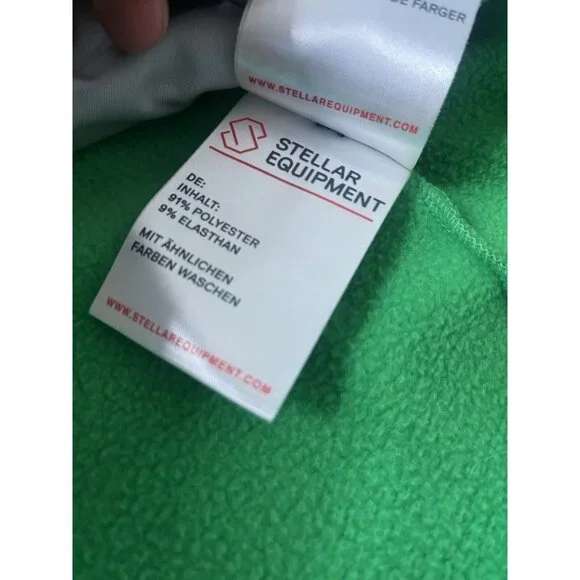 FARGER
WWW.STELLAREQUIPMENT.COM
STELLAR
EQUIPMENT
DE:
INHALT:
91% POLYESTER
9% ELASTHAN
MIT ÄHNLICHEN
FARBEN WASCHEN
WWW.STELLAREQUIPMENT.COM